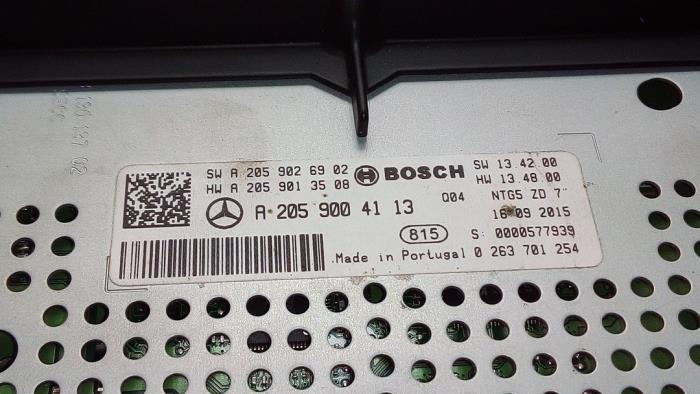 SW A 205 902 69 02
HW A 205 901 35 08
BOSCH
SW 13.42.00
HW 13.48.00
A 205 900 41 13
Q04
NTG5 ZD 7"
16.09 2015
815
S: 0000577939
Made in Portugal 0 263 701 254